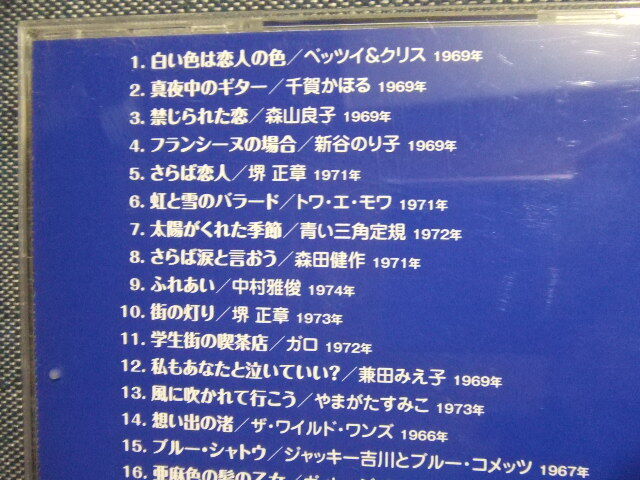 1. 白い色は恋人の色/ベッツイ&クリス 1969年
2. 真夜中のギター/千賀かほる 1969年
3. 禁じられた恋/森山良子 1969年
4. フランシーヌの場合/新谷のり子 1969年
5. さらば恋人/堺 正章 1971年
6. 虹と雪のバラード/トワ・エ・モワ 1971年
7. 太陽がくれた季節/青い三角定規 1972年
8. さらば涙と言おう/森田健作 1971年
9. ふれあい/中村雅俊 1974年
10. 街の灯り/堺 正章 1973年
11. 学生街の喫茶店/ガロ 1972年
12. 私もあなたと泣いていい?/兼田みえ子 1969年
13. 風に吹かれて行こう/やまがたすみこ 1973年
14. 想い出の渚/ザ・ワイルド・ワンズ 1966年
15. ブルー・シャトウ/ジャッキー吉川とブルー・コメッツ 1967年
16. 亜麻色の髪の乙女/